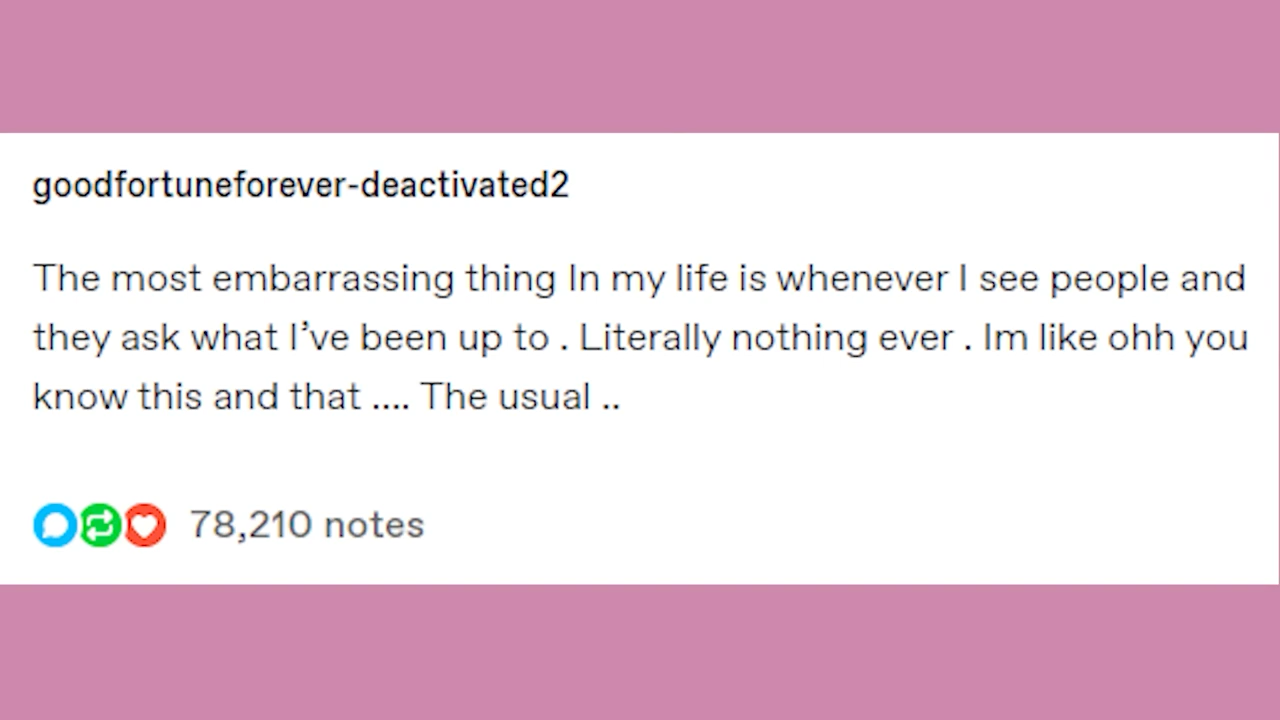 goodfortuneforever-deactivated2
The most embarrassing thing In my life is whenever I see people and
they ask what I’ve been up to . Literally nothing ever . Im like ohh you
know this and that .... The usual ..
78,210 notes